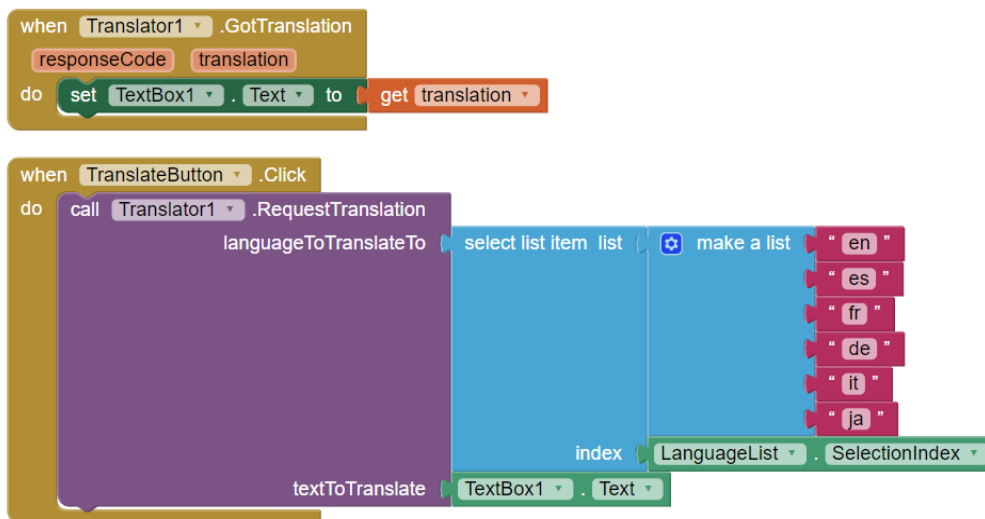 when Translator1 .GotTranslation
responseCode translation
do set TextBox1 . Text to get translation
when TranslateButton .Click
do call Translator1 .RequestTranslation
languageToTranslateTo select list item list make a list “ en ”
“ es ”
“ fr ”
“ de ”
“ it ”
“ ja ”
index LanguageList . SelectionIndex
textToTranslate TextBox1 . Text